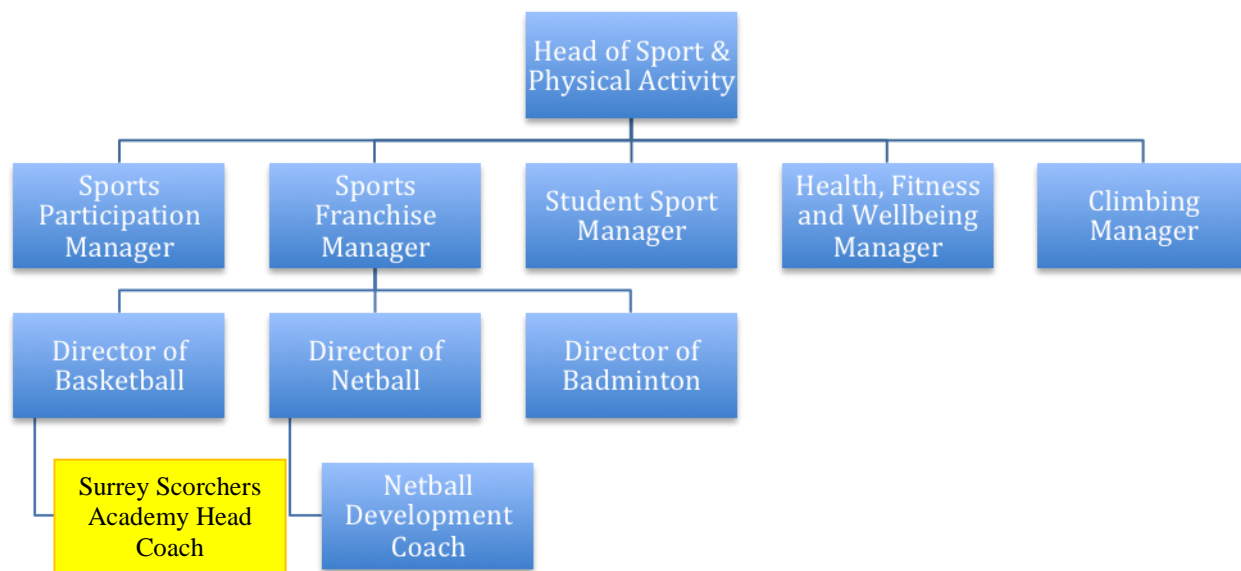 Head of Sport &
Physical Activity
Sports
Participation
Manager
Sports
Franchise
Manager
Student Sport
Manager
Health, Fitness
and Wellbeing
Manager
Climbing
Manager
Director of
Basketball
Director of
Netball
Director of
Badminton
Surrey Scorchers
Academy Head
Coach
Netball
Development
Coach